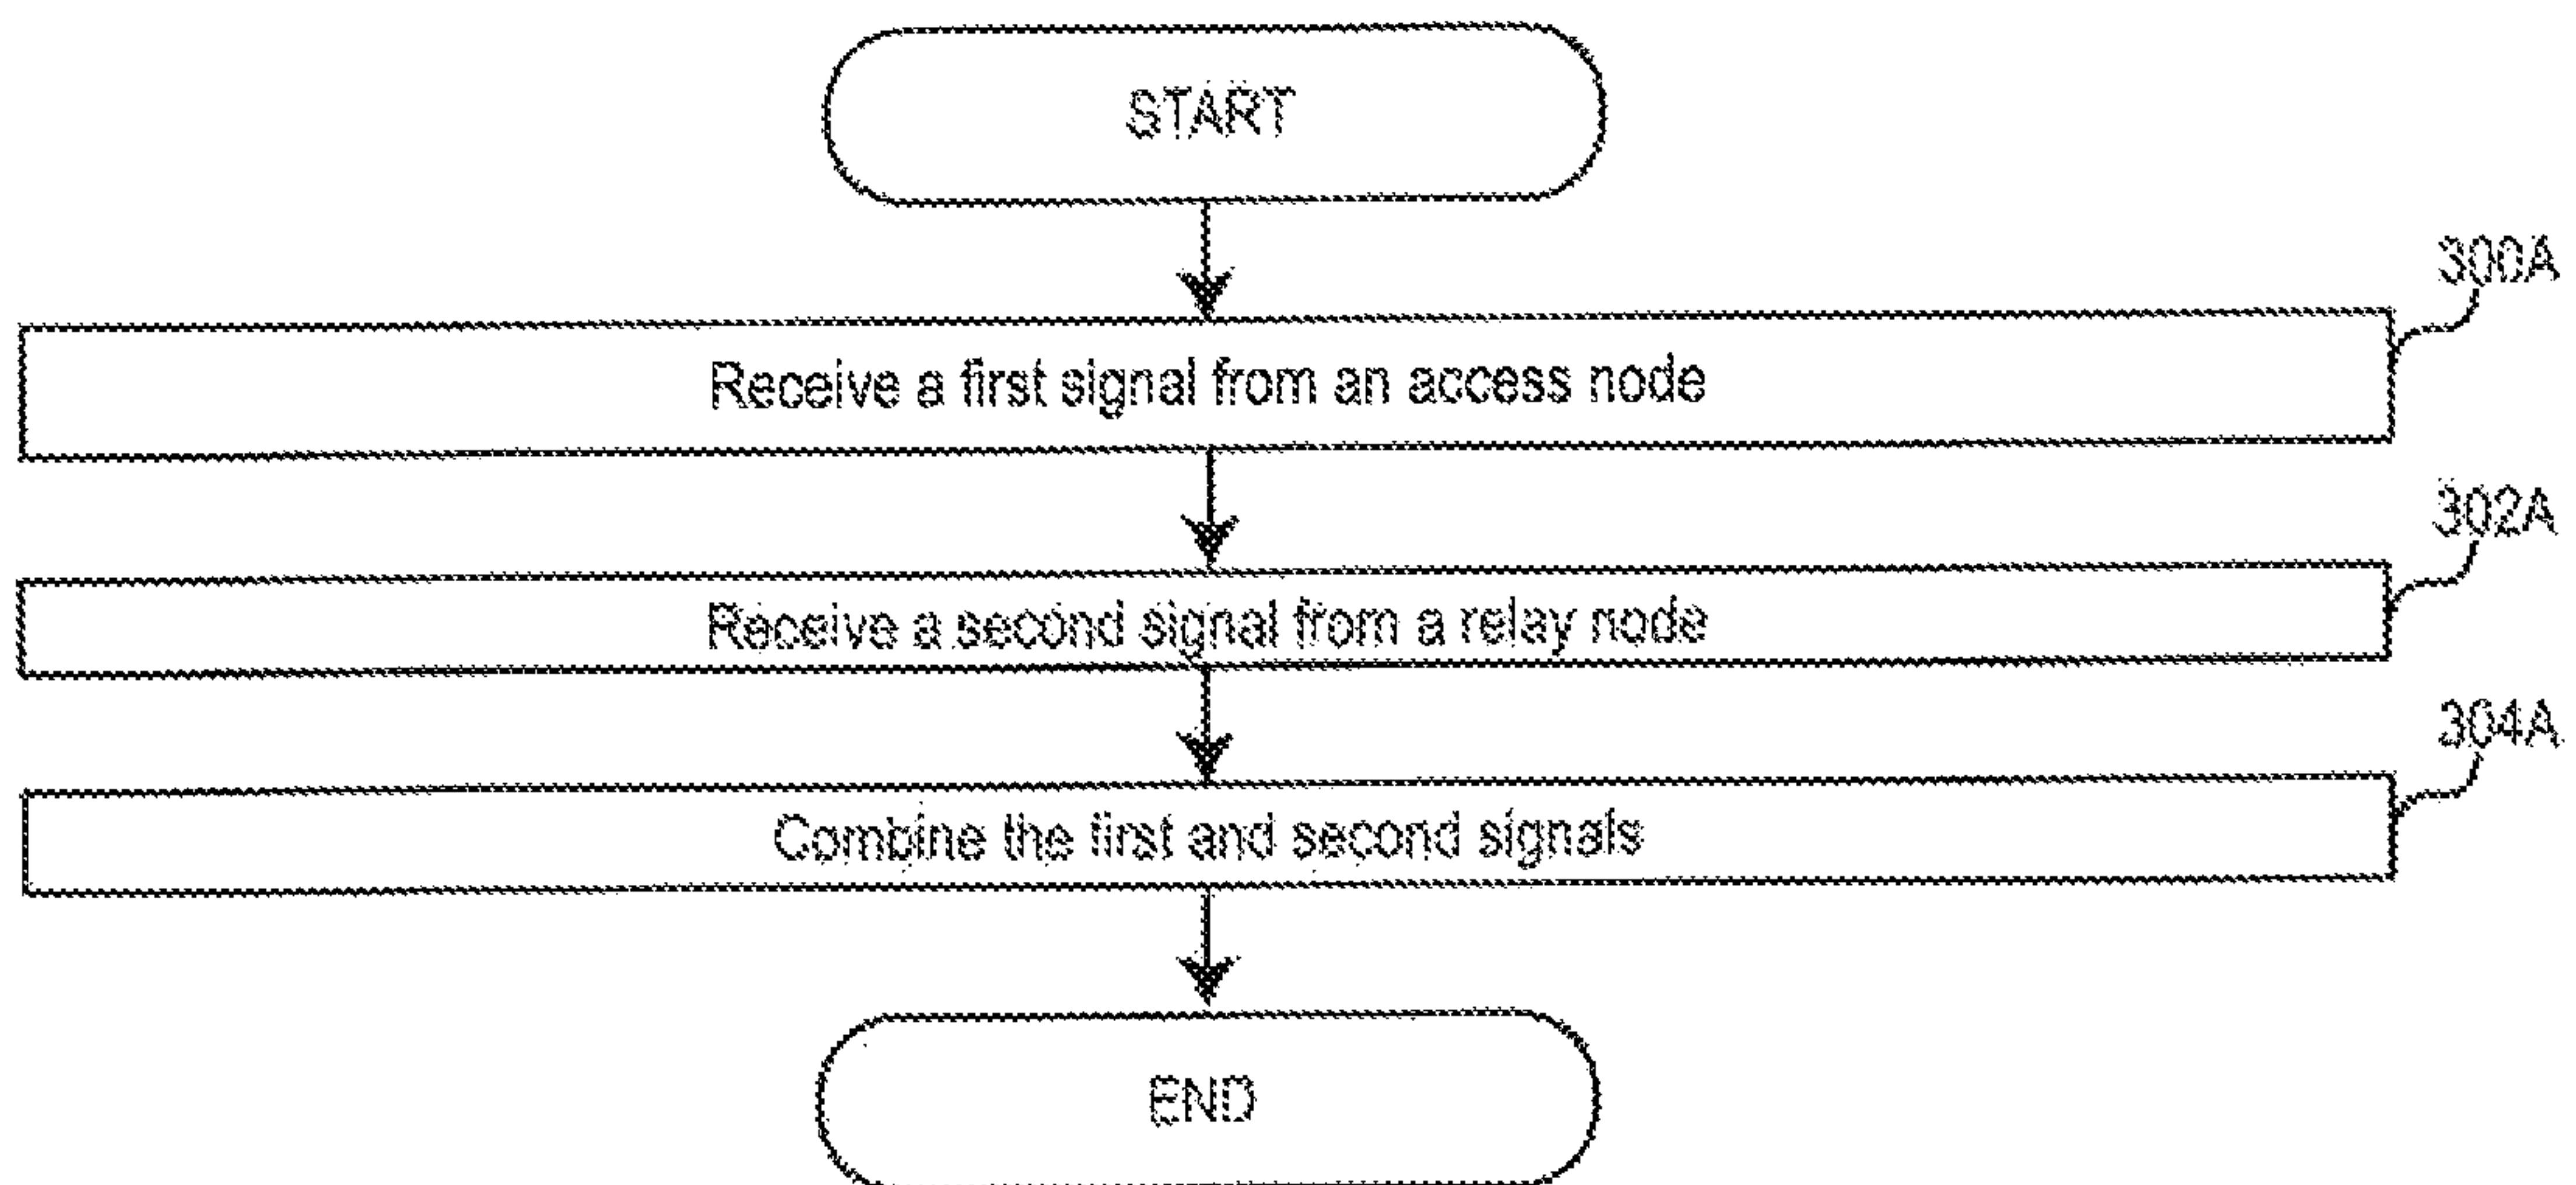 START
300A
Receive a first signal from an access node
302A
Receive a second signal from a relay node
304A
Combine the first and second signals
END